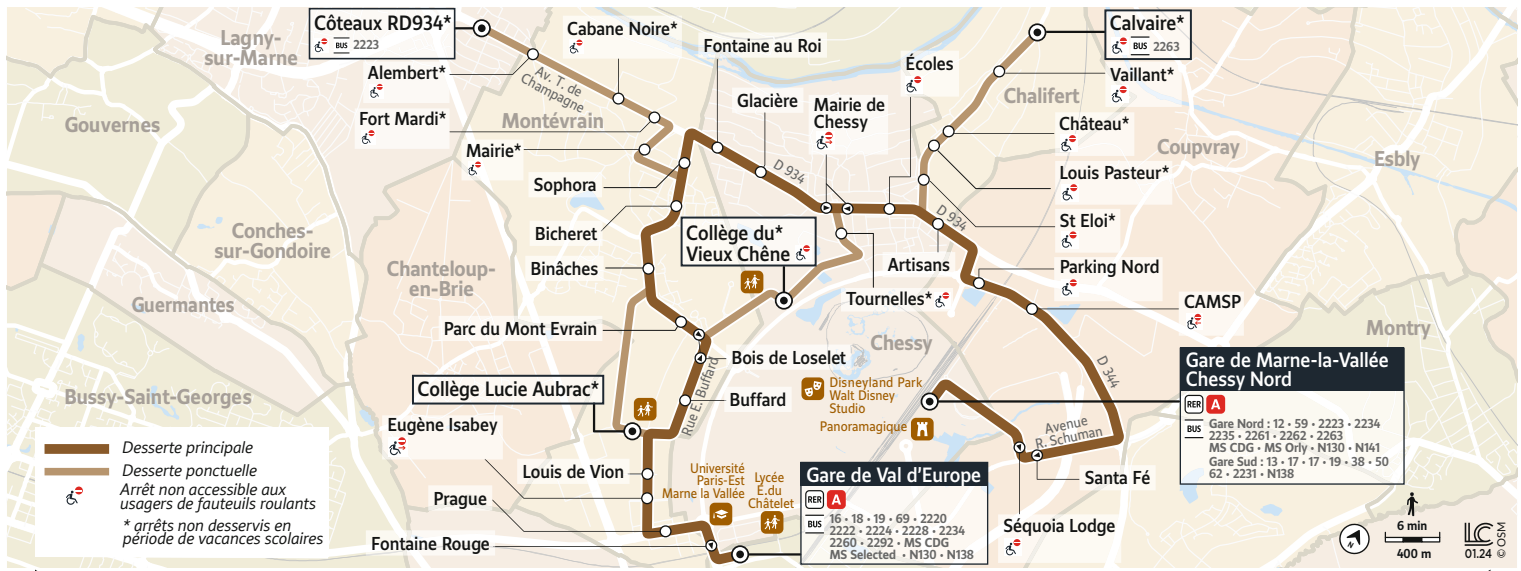 Côteaux RD934*
BUS 2223
Cabane Noire*
Fontaine au Roi
Calvaire*
BUS 2263
Lagny-
sur-Marne
Alembert*
Av. T. de
Champagne
Écoles
Vaillant*
Glacière
Mairie de
Chessy
Chalifert
Gouvernes
Fort Mardi*
Montévrain
Château*
Mairie*
Coupvray
Esbly
D 934
Sophora
Louis Pasteur*
Conches-
sur-Gondoire
Bicheret
Collège du*
Vieux Chêne
D 934
St Eloi*
Chanteloup-
en-Brie
Binâches
Artisans
Parking Nord
Guermantes
Tournelles*
CAMSP
Parc du Mont Evrain
Chessy
Montry
Bois de Loselet
D 344
Gare de Marne-la-Vallée
Chessy Nord
RER A
BUS
Gare Nord : 12 • 59 • 2223 • 2234
2235 • 2261 • 2262 • 2263
MS CDG • MS Orly • N130 • N141
Gare Sud : 13 • 17 • 17 • 19 • 38 • 50
62 • 2231 • N138
Collège Lucie Aubrac*
Rue E. Buffard
Buffard
Disneyland Park
Walt Disney
Studio
Panoramagique
Bussy-Saint-Georges
Eugène Isabey
Avenue
R. Schuman
Louis de Vion
Santa Fé
Université
Paris-Est
Marne la Vallée
Lycée
E.du
Châtelet
Gare de Val d'Europe
RER A
BUS
16 • 18 • 19 • 69 • 2220
2222 • 2224 • 2228 • 2234
2260 • 2292 • MS CDG
MS Selected • N130 • N138
Prague
Séquoia Lodge
Fontaine Rouge
Desserte principale
Desserte ponctuelle
Arrêt non accessible aux
usagers de fauteuils roulants
* arrêts non desservis en
période de vacances scolaires
6 min
400 m
LC
01.24
© OSM